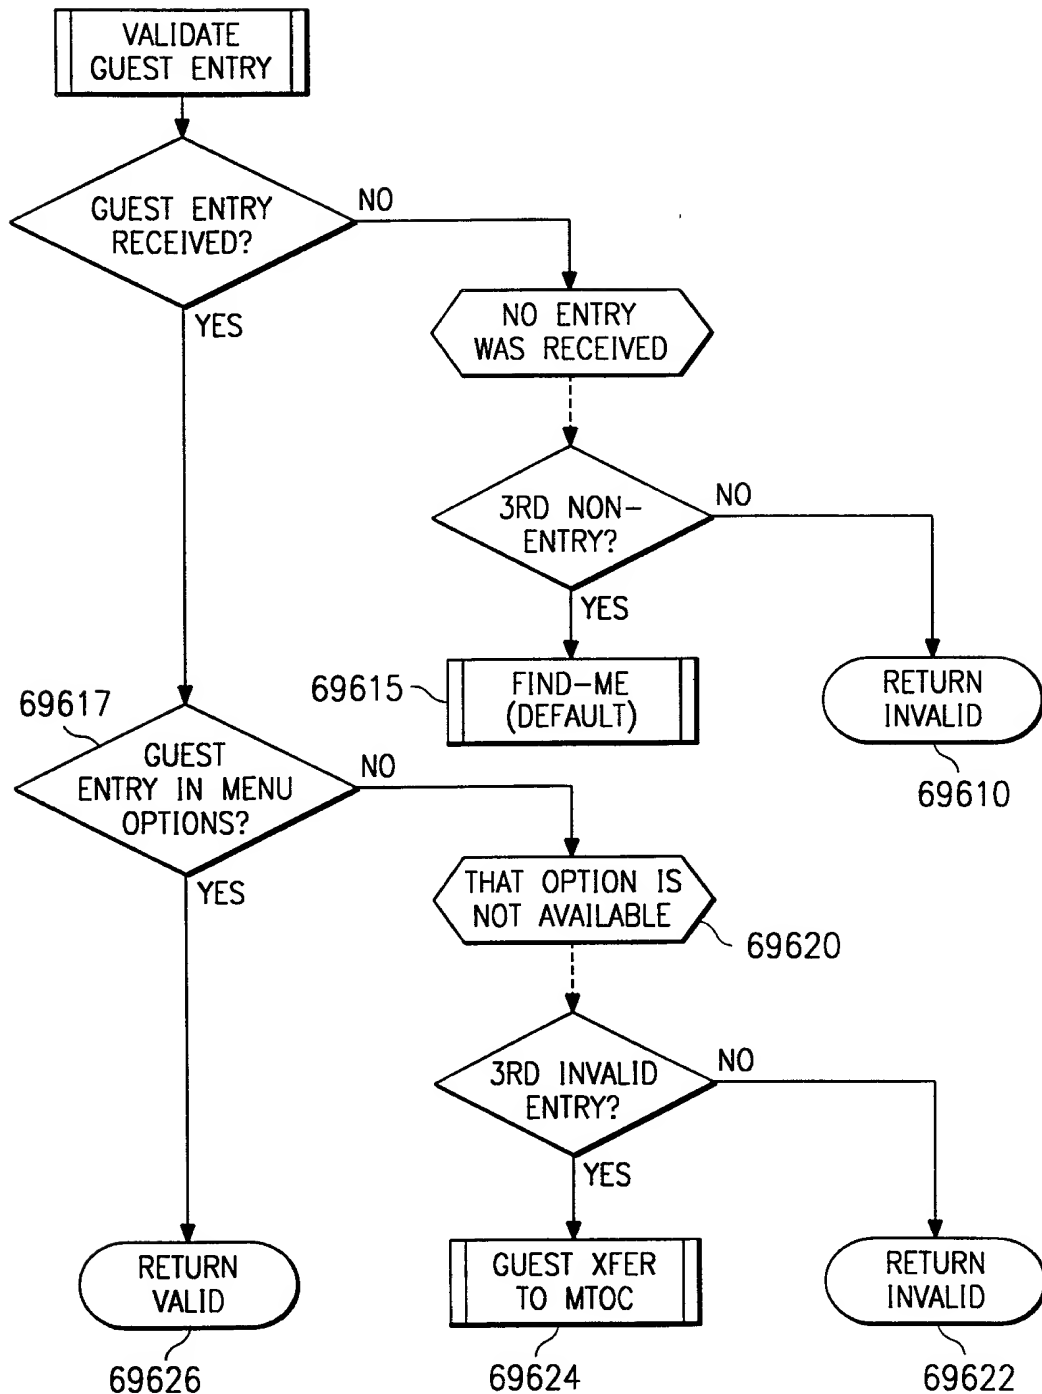 VALIDATE
GUEST ENTRY
GUEST ENTRY
RECEIVED?
NO
YES
NO ENTRY
WAS RECEIVED
3RD NON-
ENTRY?
NO
YES
69615
FIND-ME
(DEFAULT)
RETURN
INVALID
69610
69617
GUEST
ENTRY IN MENU
OPTIONS?
NO
YES
THAT OPTION IS
NOT AVAILABLE
69620
3RD INVALID
ENTRY?
NO
YES
RETURN
VALID
69626
GUEST XFER
TO MTOC
69624
RETURN
INVALID
69622